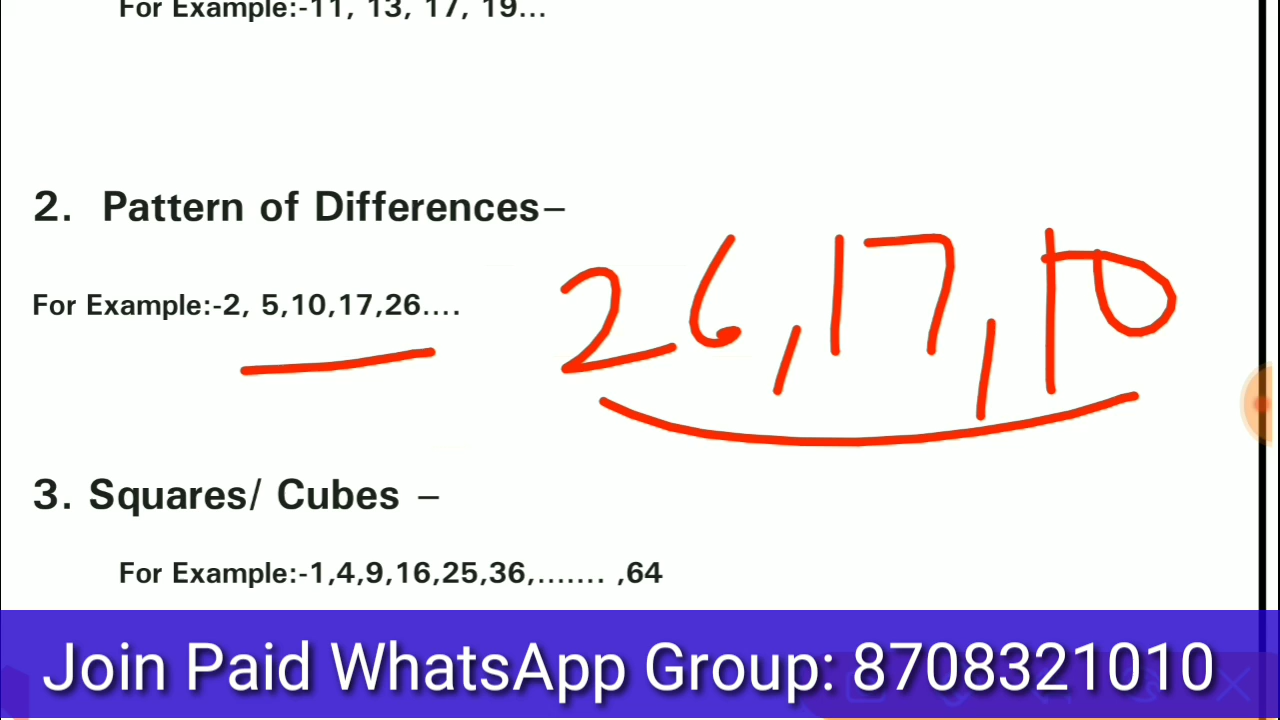 For Example:-11, 13, 17, 19...
2. Pattern of Differences–
For Example:-2, 5,10,17,26....
26,17,10
3. Squares/ Cubes –
For Example:-1,4,9,16,25,36,....... ,64
Join Paid WhatsApp Group: 8708321010